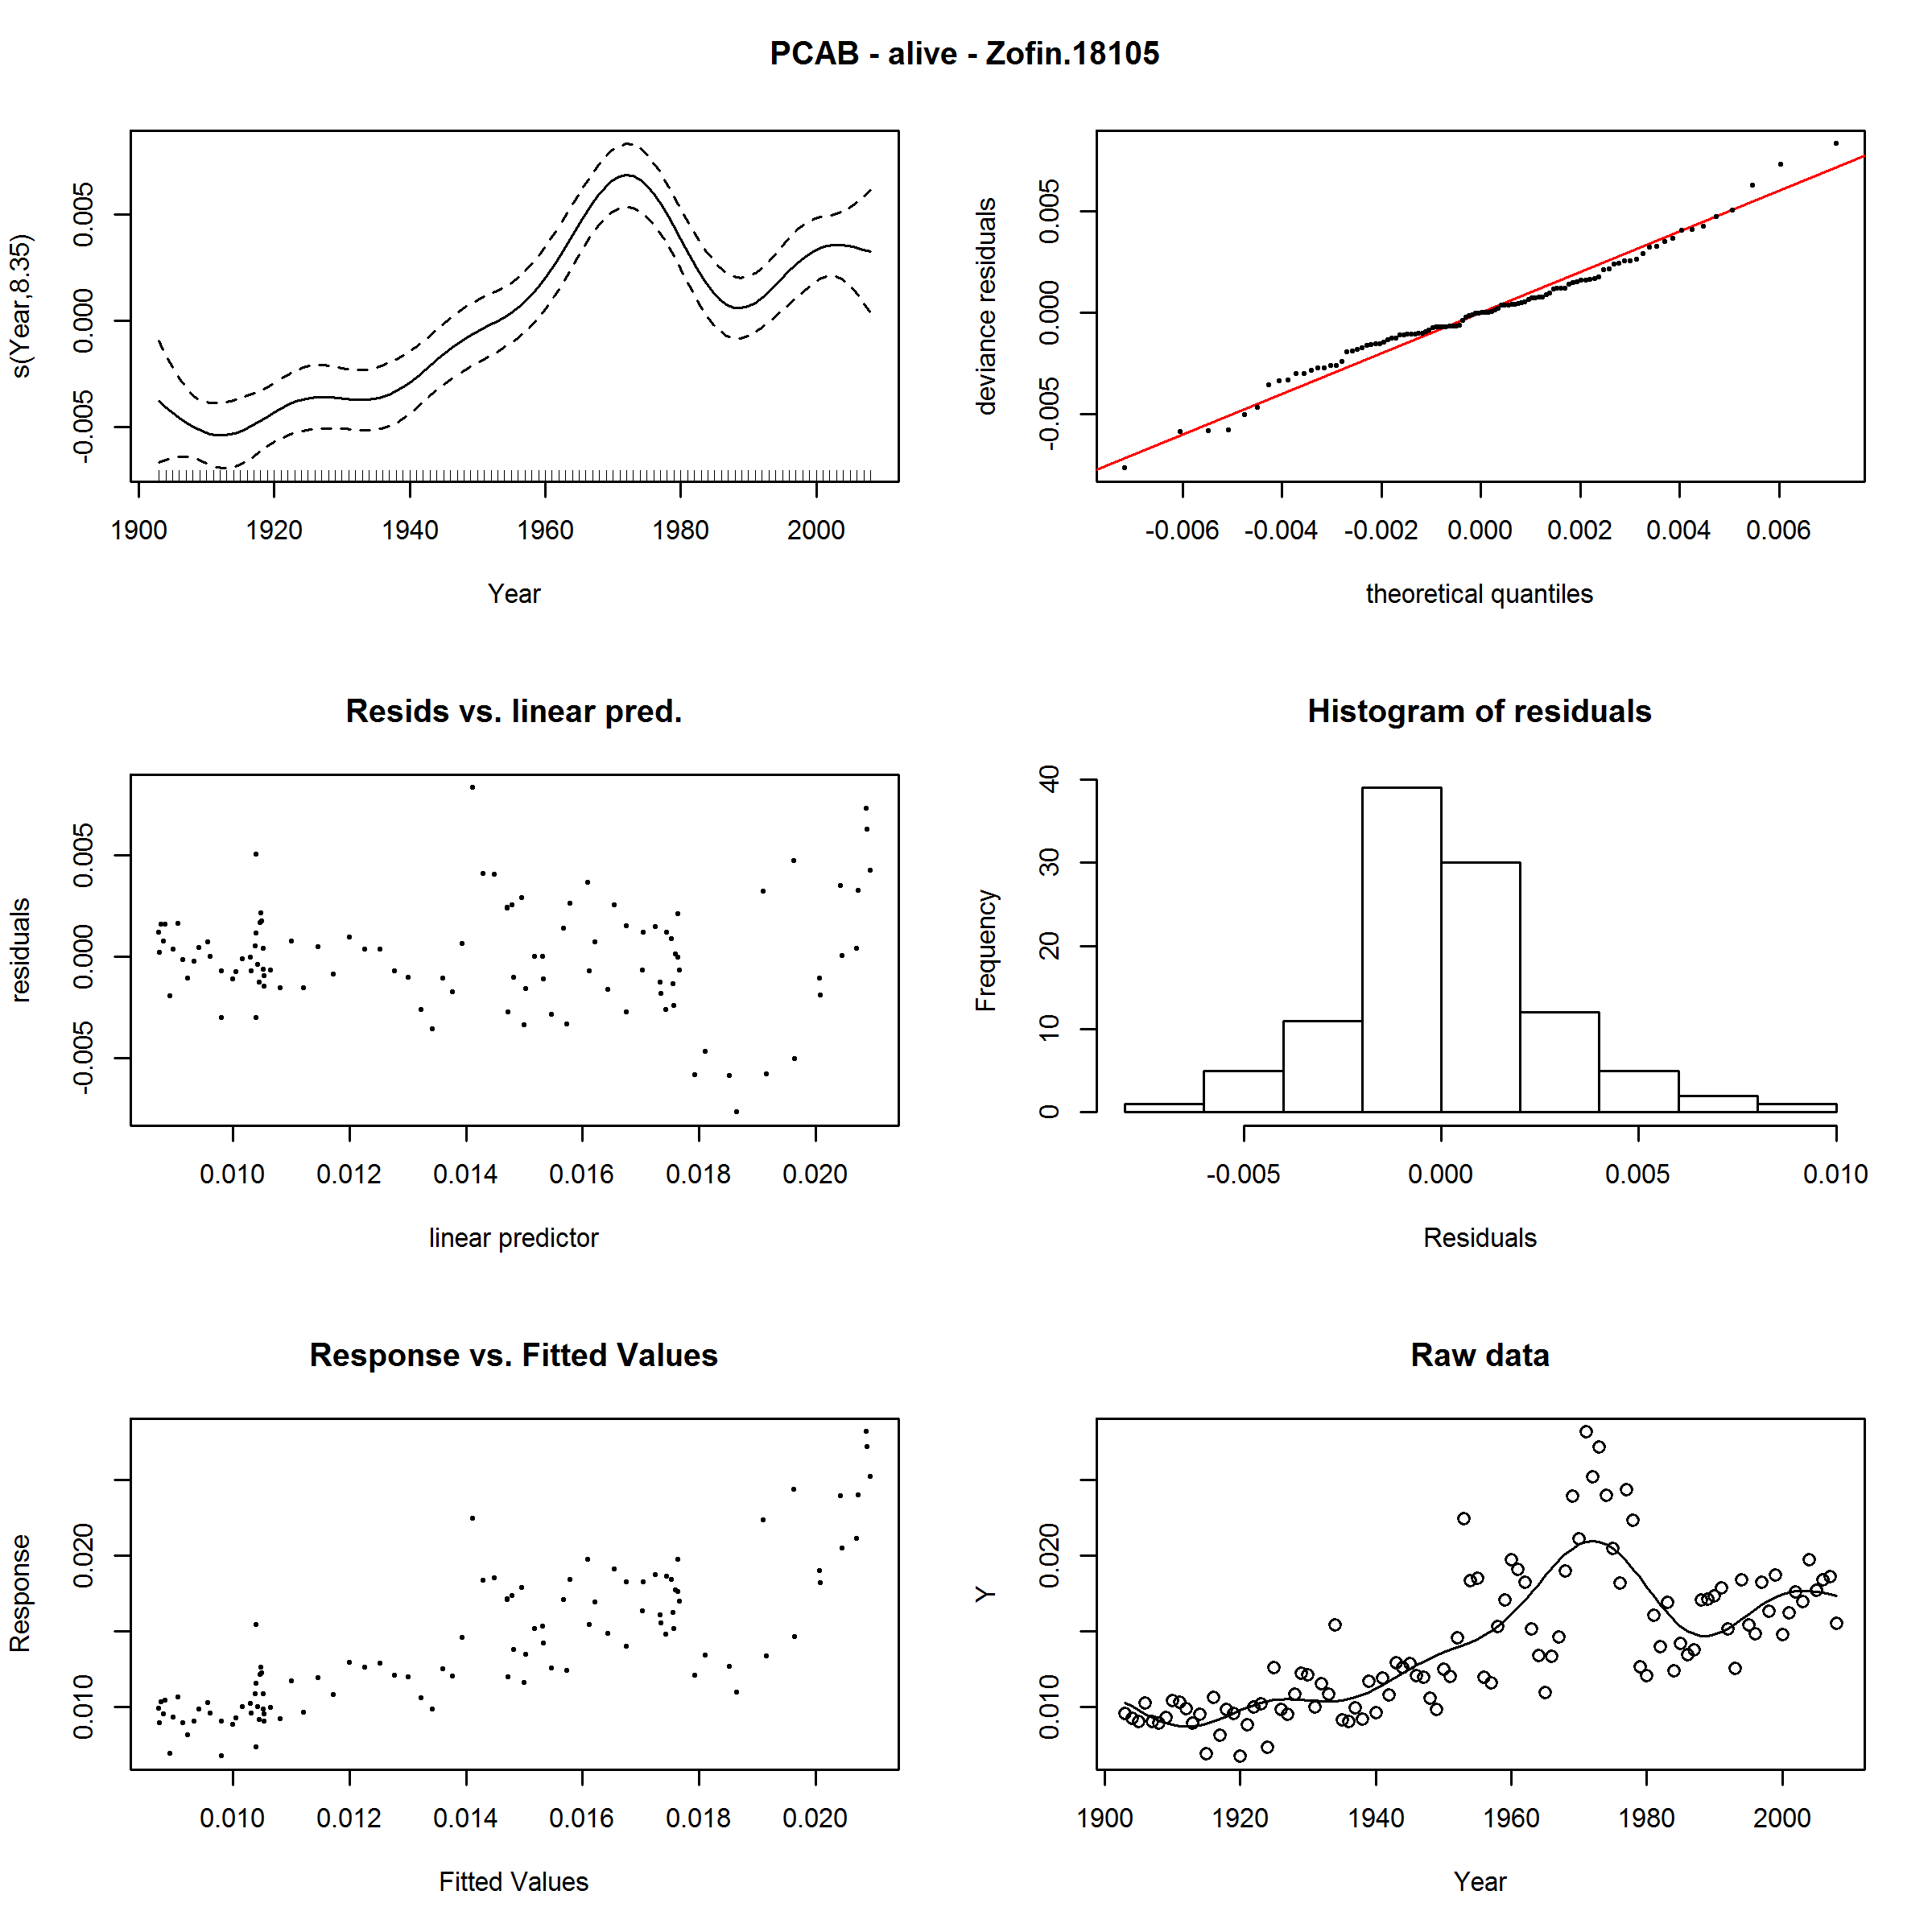 PCAB - alive - Zofin.18105
s(Year,8.35)
-0.005 0.000 0.005
1900 1920 1940 1960 1980 2000
Year
deviance residuals
-0.005 0.000 0.005
-0.006 -0.004 -0.002 0.000 0.002 0.004 0.006
theoretical quantiles
Resids vs. linear pred.
residuals
-0.005 0.000 0.005
0.010 0.012 0.014 0.016 0.018 0.020
linear predictor
Histogram of residuals
Frequency
0 10 20 30 40
-0.005 0.000 0.005 0.010
Residuals
Response vs. Fitted Values
Response
0.010 0.020
0.010 0.012 0.014 0.016 0.018 0.020
Fitted Values
Raw data
Y
0.010 0.020
1900 1920 1940 1960 1980 2000
Year